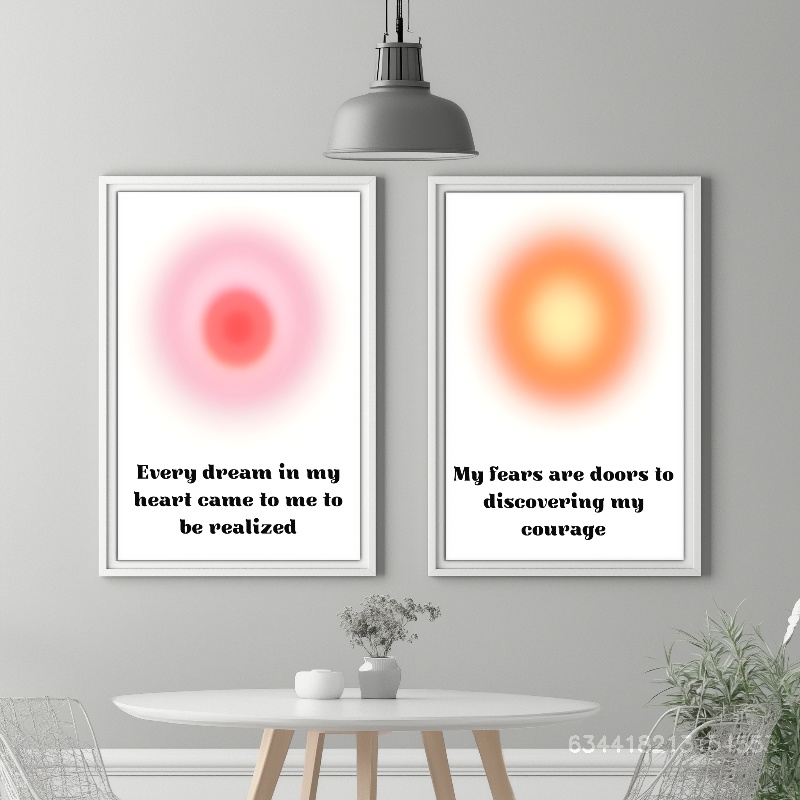 Every dream in my
heart came to me to
be realized
My fears are doors to
discovering my
courage